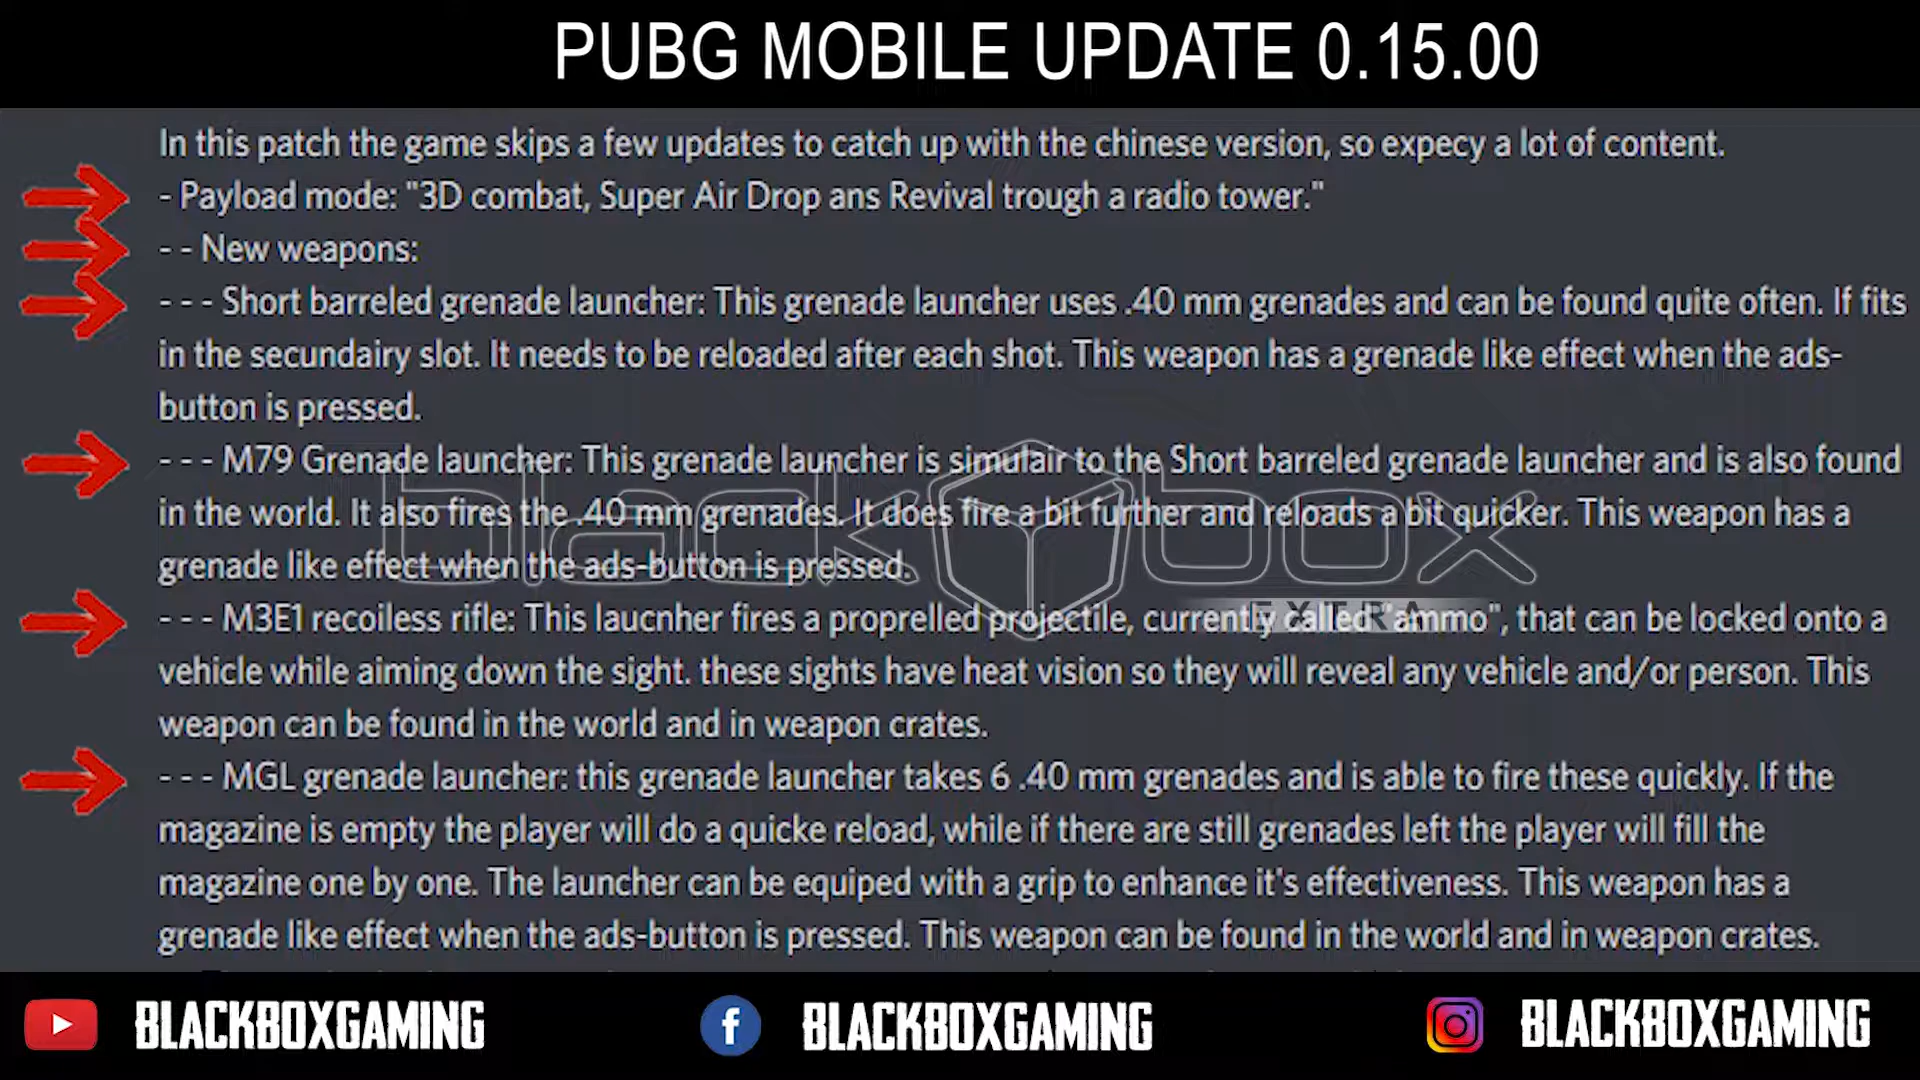 PUBG MOBILE UPDATE 0.15.00
In this patch the game skips a few updates to catch up with the chinese version, so expecy a lot of content.
- Payload mode: "3D combat, Super Air Drop ans Revival trough a radio tower."
- - New weapons:
- - - Short barreled grenade launcher: This grenade launcher uses .40 mm grenades and can be found quite often. If fits
in the secundairy slot. It needs to be reloaded after each shot. This weapon has a grenade like effect when the ads-
button is pressed.
- - - M79 Grenade launcher: This grenade launcher is simulair to the Short barreled grenade launcher and is also found
in the world. It also fires the .40 mm grenades. It does fire a bit further and reloads a bit quicker. This weapon has a
grenade like effect when the ads-button is pressed.
- - - M3E1 recoiless rifle: This laucnher fires a proprelled projectile, currently called "ammo", that can be locked onto a
vehicle while aiming down the sight. these sights have heat vision so they will reveal any vehicle and/or person. This
weapon can be found in the world and in weapon crates.
- - - MGL grenade launcher: this grenade launcher takes 6 .40 mm grenades and is able to fire these quickly. If the
magazine is empty the player will do a quicke reload, while if there are still grenades left the player will fill the
magazine one by one. The launcher can be equiped with a grip to enhance it's effectiveness. This weapon has a
grenade like effect when the ads-button is pressed. This weapon can be found in the world and in weapon crates.
black box
EXTRA
BLACKBOXGAMING
BLACKBOXGAMING
BLACKBOXGAMING